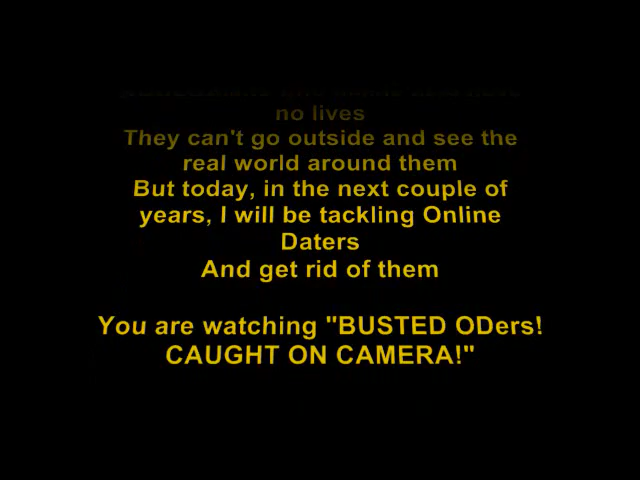 no lives
They can't go outside and see the
real world around them
But today, in the next couple of
years, I will be tackling Online
Daters
And get rid of them
You are watching "BUSTED ODers!
CAUGHT ON CAMERA!"